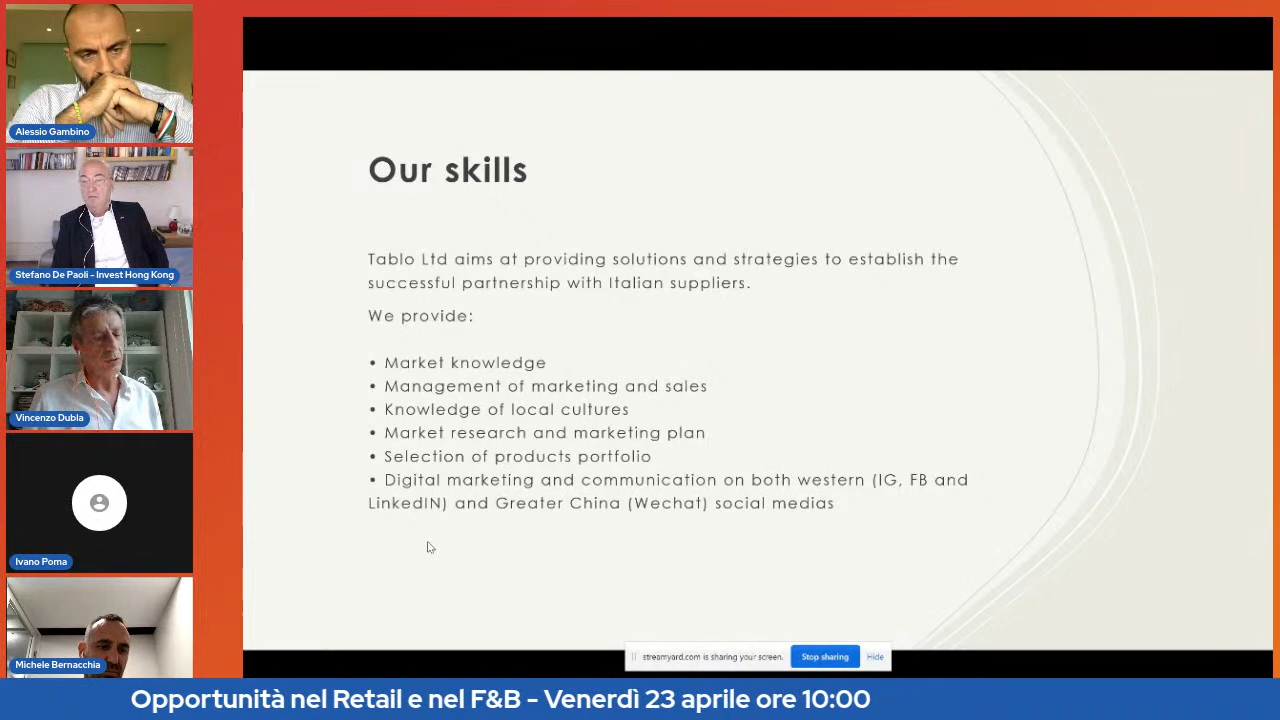 Alessio Gambino
Stefano De Paoli - Invest Hong Kong
Vincenzo Dubla
Ivano Poma
Michele Bernacchia
Our skills
Tablo Ltd aims at providing solutions and strategies to establish the
successful partnership with Italian suppliers.
We provide:
• Market knowledge
• Management of marketing and sales
• Knowledge of local cultures
• Market research and marketing plan
• Selection of products portfolio
• Digital marketing and communication on both western (IG, FB and
LinkedIN) and Greater China (Wechat) social medias
streamyard.com is sharing your screen.
Stop sharing
Hide
Opportunità nel Retail e nel F&B - Venerdì 23 aprile ore 10:00